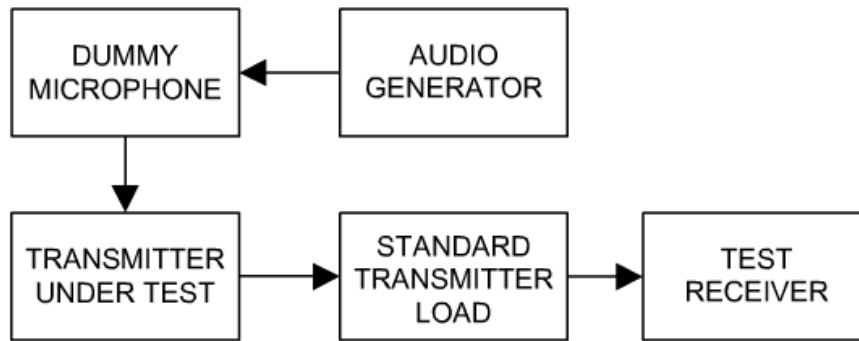 DUMMY
MICROPHONE
AUDIO
GENERATOR
TRANSMITTER
UNDER TEST
STANDARD
TRANSMITTER
LOAD
TEST
RECEIVER